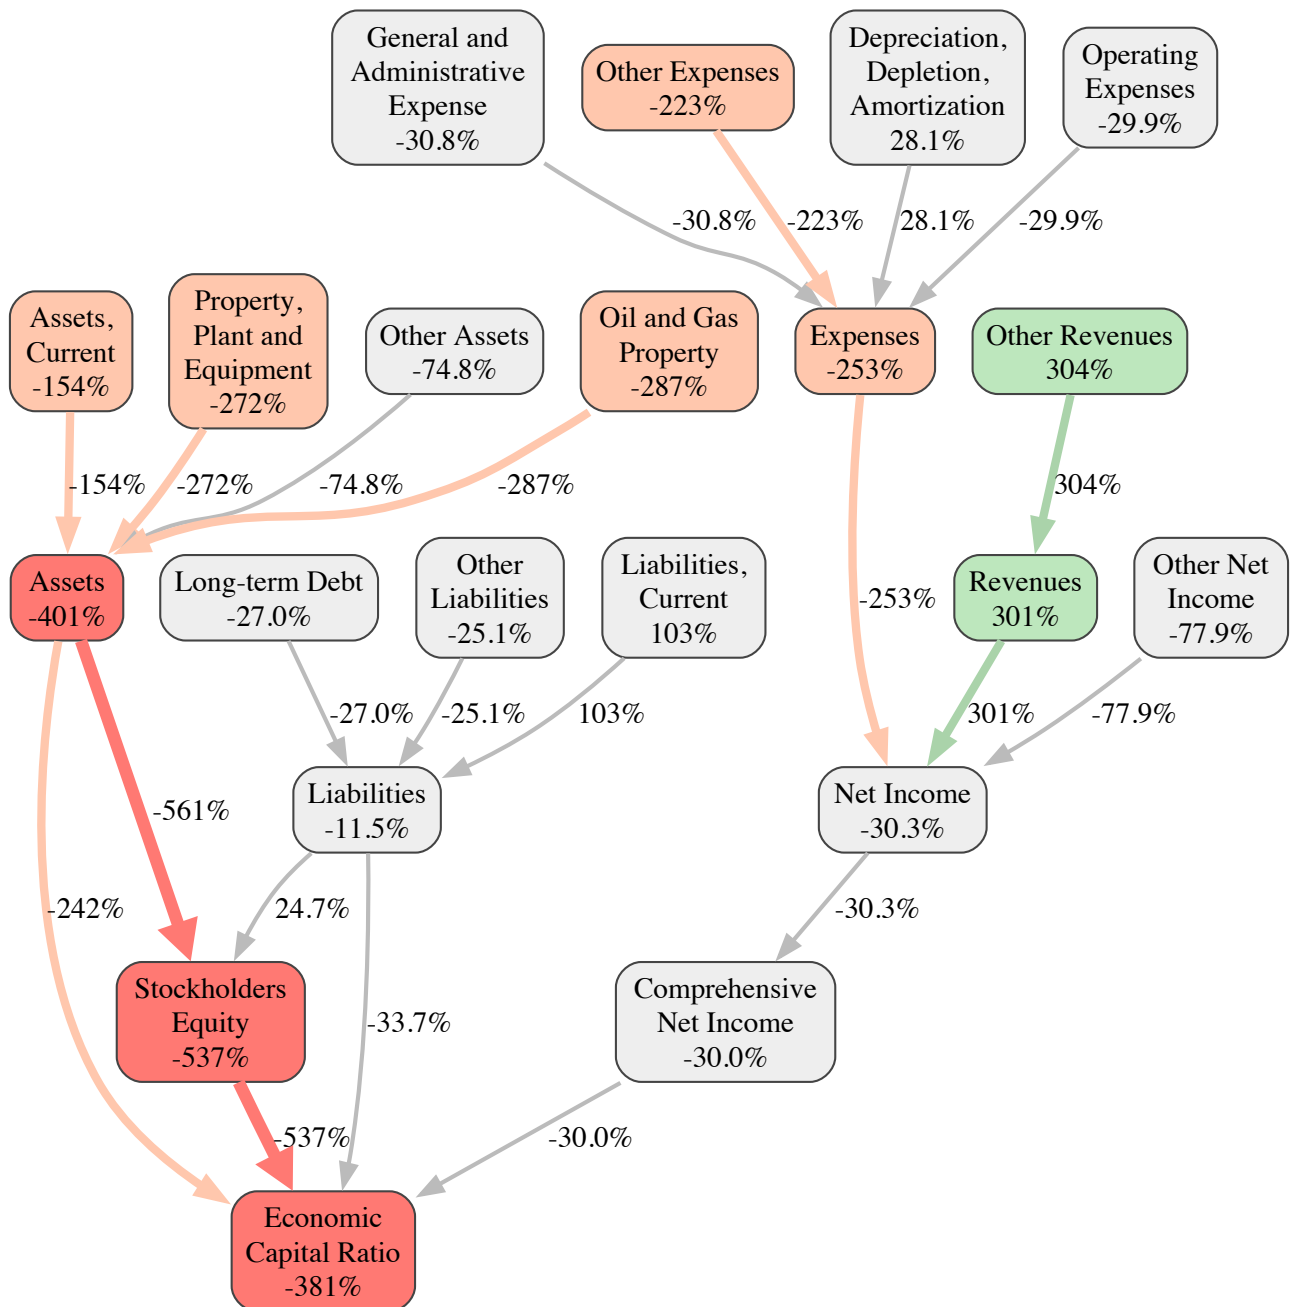 General and
Administrative
Expense
-30.8%
Other Expenses
-223%
Depreciation,
Depletion,
Amortization
28.1%
Operating
Expenses
-29.9%
-30.8%
-223%
28.1%
-29.9%
Assets,
Current
-154%
Property,
Plant and
Equipment
-272%
Other Assets
-74.8%
Oil and Gas
Property
-287%
Expenses
-253%
Other Revenues
304%
-154%
-272%
-74.8%
-287%
304%
Assets
-401%
Long-term Debt
-27.0%
Other
Liabilities
-25.1%
Liabilities,
Current
103%
-253%
Revenues
301%
Other Net
Income
-77.9%
-27.0%
-25.1%
103%
301%
-77.9%
-561%
Liabilities
-11.5%
Net Income
-30.3%
-242%
24.7%
-30.3%
Stockholders
Equity
-537%
-33.7%
Comprehensive
Net Income
-30.0%
-537%
-30.0%
Economic
Capital Ratio
-381%